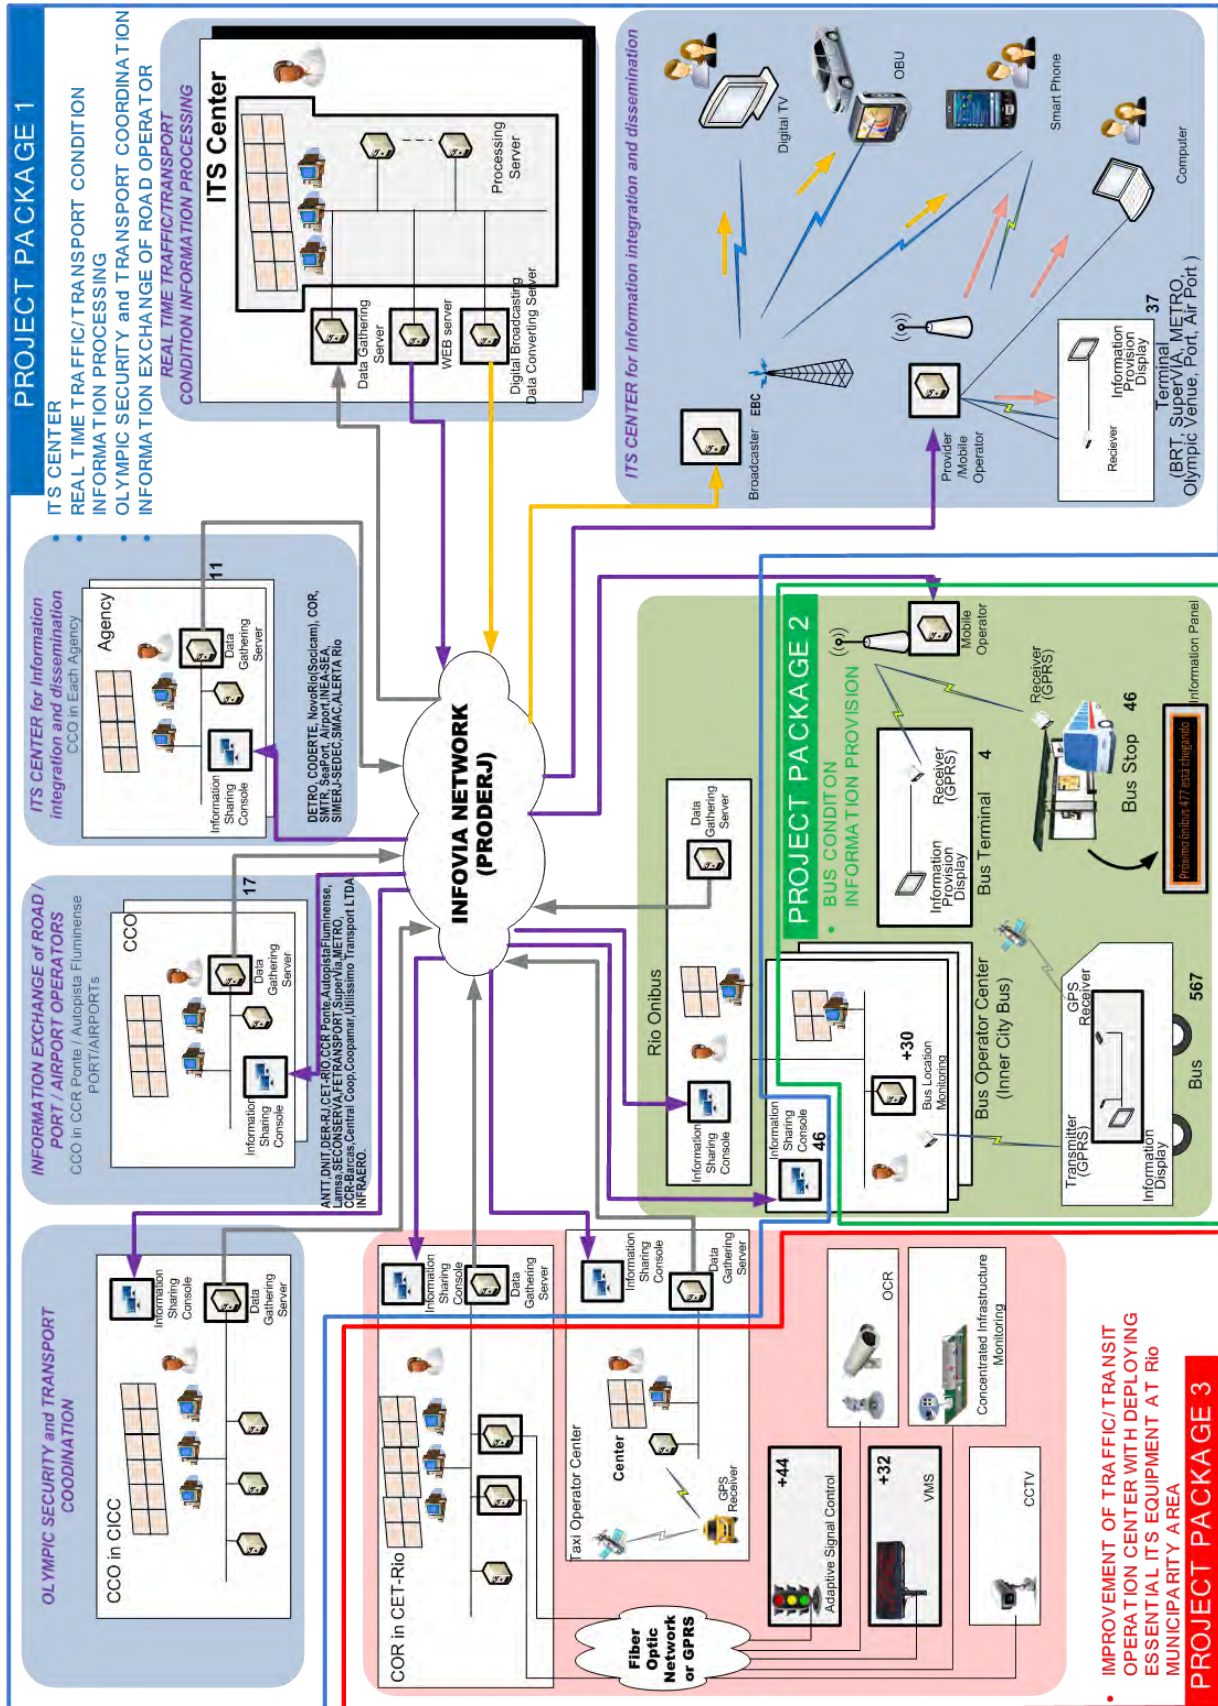 PROJECT PACKAGE 1
ITS CENTER
REAL TIME TRAFFIC/TRANSPORT CONDITION
INFORMATION PROCESSING
OLYMPIC SECURITY and TRANSPORT COORDINATION
INFORMATION EXCHANGE OF ROAD OPERATOR
OLYMPIC SECURITY and TRANSPORT
COODINATION
CCO in CICC
Information
Sharing
Console
Data
Gathering
Server
INFORMATION EXCHANGE of ROAD /
PORT / AIRPORT OPERATORS
CCO in CCR Ponte / Autopista Fluminense
PORT/AIRPORTs
CCO
Information
Sharing
Console
Data
Gathering
Server
17
ANTT,DNIT,DER-RJ,CET-RIO,CCR Ponte,AutopistaFluminense,
Lamsa,SECONSERVA,FETRANSPORT,SuperVia,METRO,
CCR-Barcas,Central Coop,Coopamar,Utilissimo Transport LTDA,
INFRAERO.
ITS CENTER for Information
integration and dissemination
CCO in Each Agency
Agency
Information
Sharing
Console
Data
Gathering
Server
11
DETRO, CODERTE, NovoRio(Socicam), COR,
SMTR, SeaPort, Airport,INEA-SEA,
SIMERJ-SEDEC,SMAC,ALERTA Rio
REAL TIME TRAFFIC/TRANSPORT
CONDITION INFORMATION PROCESSING
ITS Center
Data Gathering
Server
WEB server
Digital Broadcasting
Data Converting Server
Processing
Server
INFOVIA NETWORK
(PRODERJ)
COR in CET-Rio
Information
Sharing
Console
Data
Gathering
Server
Taxi Operator Center
Center
GPS
Receiver
Information
Sharing
Console
Data
Gathering
Server
Fiber
Optic
Network
or GPRS
+44
Adaptive Signal Control
+32
VMS
CCTV
OCR
Concentrated Infrastructure
Monitoring
IMPROVEMENT OF TRAFFIC/TRANSIT
OPERATION CENTER WITH DEPLOYING
ESSENTIAL ITS EQUIPMENT AT Rio
MUNICIPARITY AREA
PROJECT PACKAGE 3
Rio Onibus
Information
Sharing
Console
Data
Gathering
Server
Information
Sharing
Console
46
+30
Bus Location
Monitoring
Bus Operator Center
(Inner City Bus)
Transmitter
(GPRS)
GPS
Receiver
Information
Display
Bus
567
PROJECT PACKAGE 2
BUS CONDITON
INFORMATION PROVISION
Information
Provision
Display
Receiver
(GPRS)
Bus Terminal
4
Mobile
Operator
Receiver
(GPRS)
Bus Stop
46
Próximo ônibus 477 está chegando
Information Panel
ITS CENTER for Information integration and dissemination
Broadcaster
EBC
Digital TV
OBU
Smart Phone
Computer
Provider
/Mobile
Operator
Reciever
Information
Provision
Display
37
Terminal
(BRT, SuperVIA, METRO,
Olympic Venue, Port, Air Port )